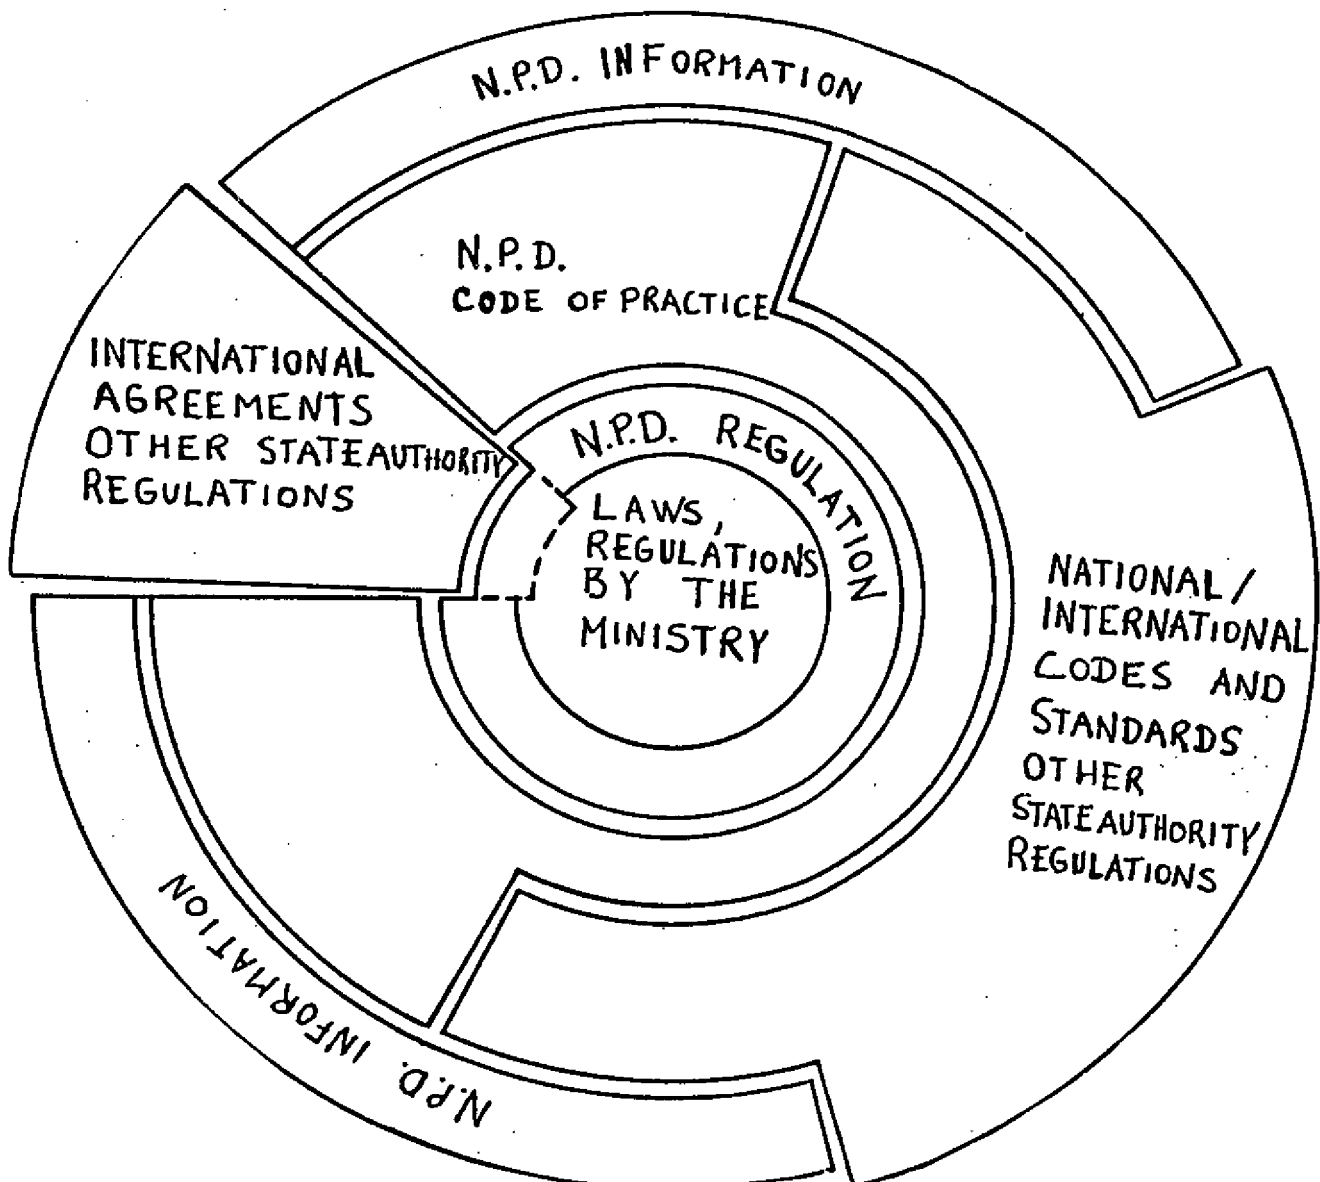 N.P.D. INFORMATION
N.P.D.
CODE OF PRACTICE
INTERNATIONAL
AGREEMENTS
OTHER STATEAUTHORITY
REGULATIONS
N.P.D. REGULATION
LAWS,
REGULATIONS
BY THE
MINISTRY
NATIONAL/
INTERNATIONAL
CODES AND
STANDARDS
OTHER
STATEAUTHORITY
REGULATIONS
N.P.D. INFORMATION